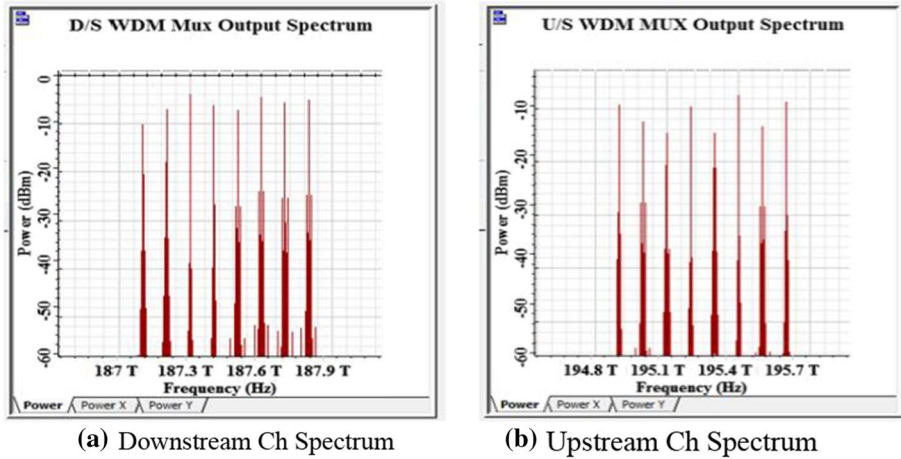 D/S WDM Mux Output Spectrum
Power (dBm)
0
-10
-20
-30
-40
-50
-60
187 T 187.3 T 187.6 T 187.9 T
Frequency (Hz)
Power Power X Power Y
(a) Downstream Ch Spectrum
U/S WDM MUX Output Spectrum
Power (dBm)
-10
-20
-30
-40
-50
-60
194.8 T 195.1 T 195.4 T 195.7 T
Frequency (Hz)
Power Power X Power Y
(b) Upstream Ch Spectrum